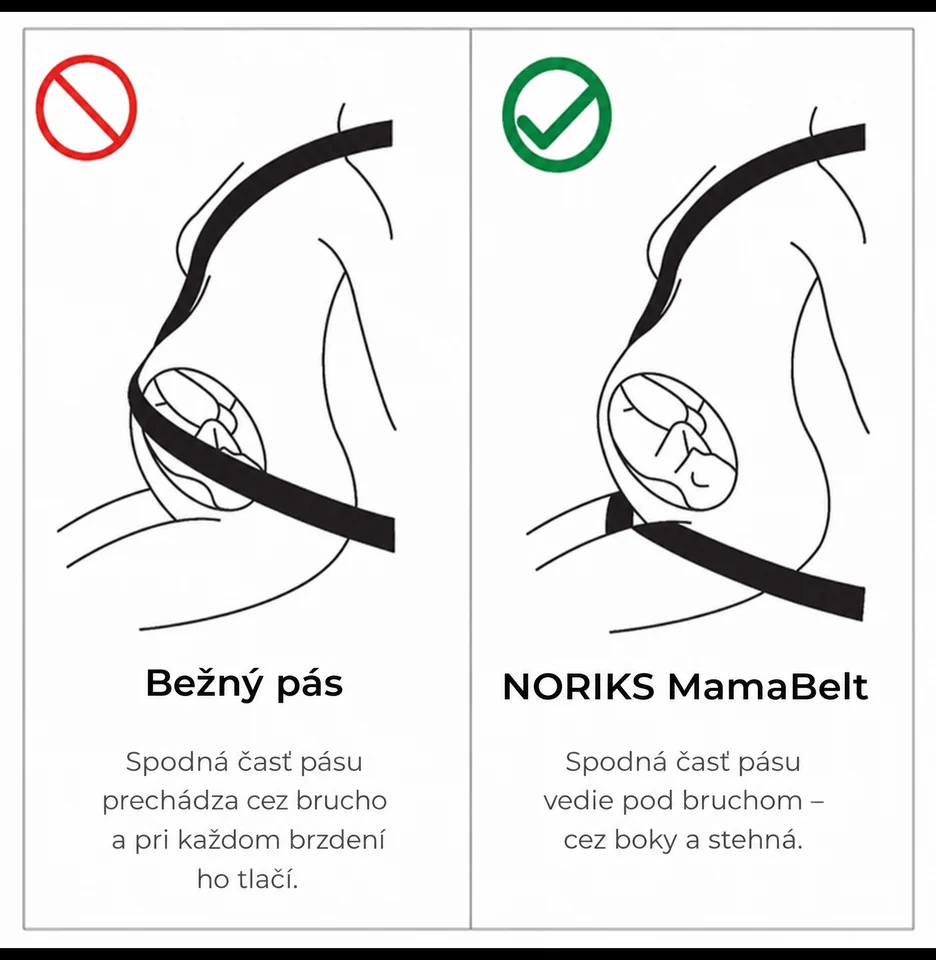 Bežný pás
Spodná časť pásu
prechádza cez brucho
a pri každom brzdení
ho tlačí.
NORIKS MamaBelt
Spodná časť pásu
vedie pod bruchom –
cez boky a stehná.